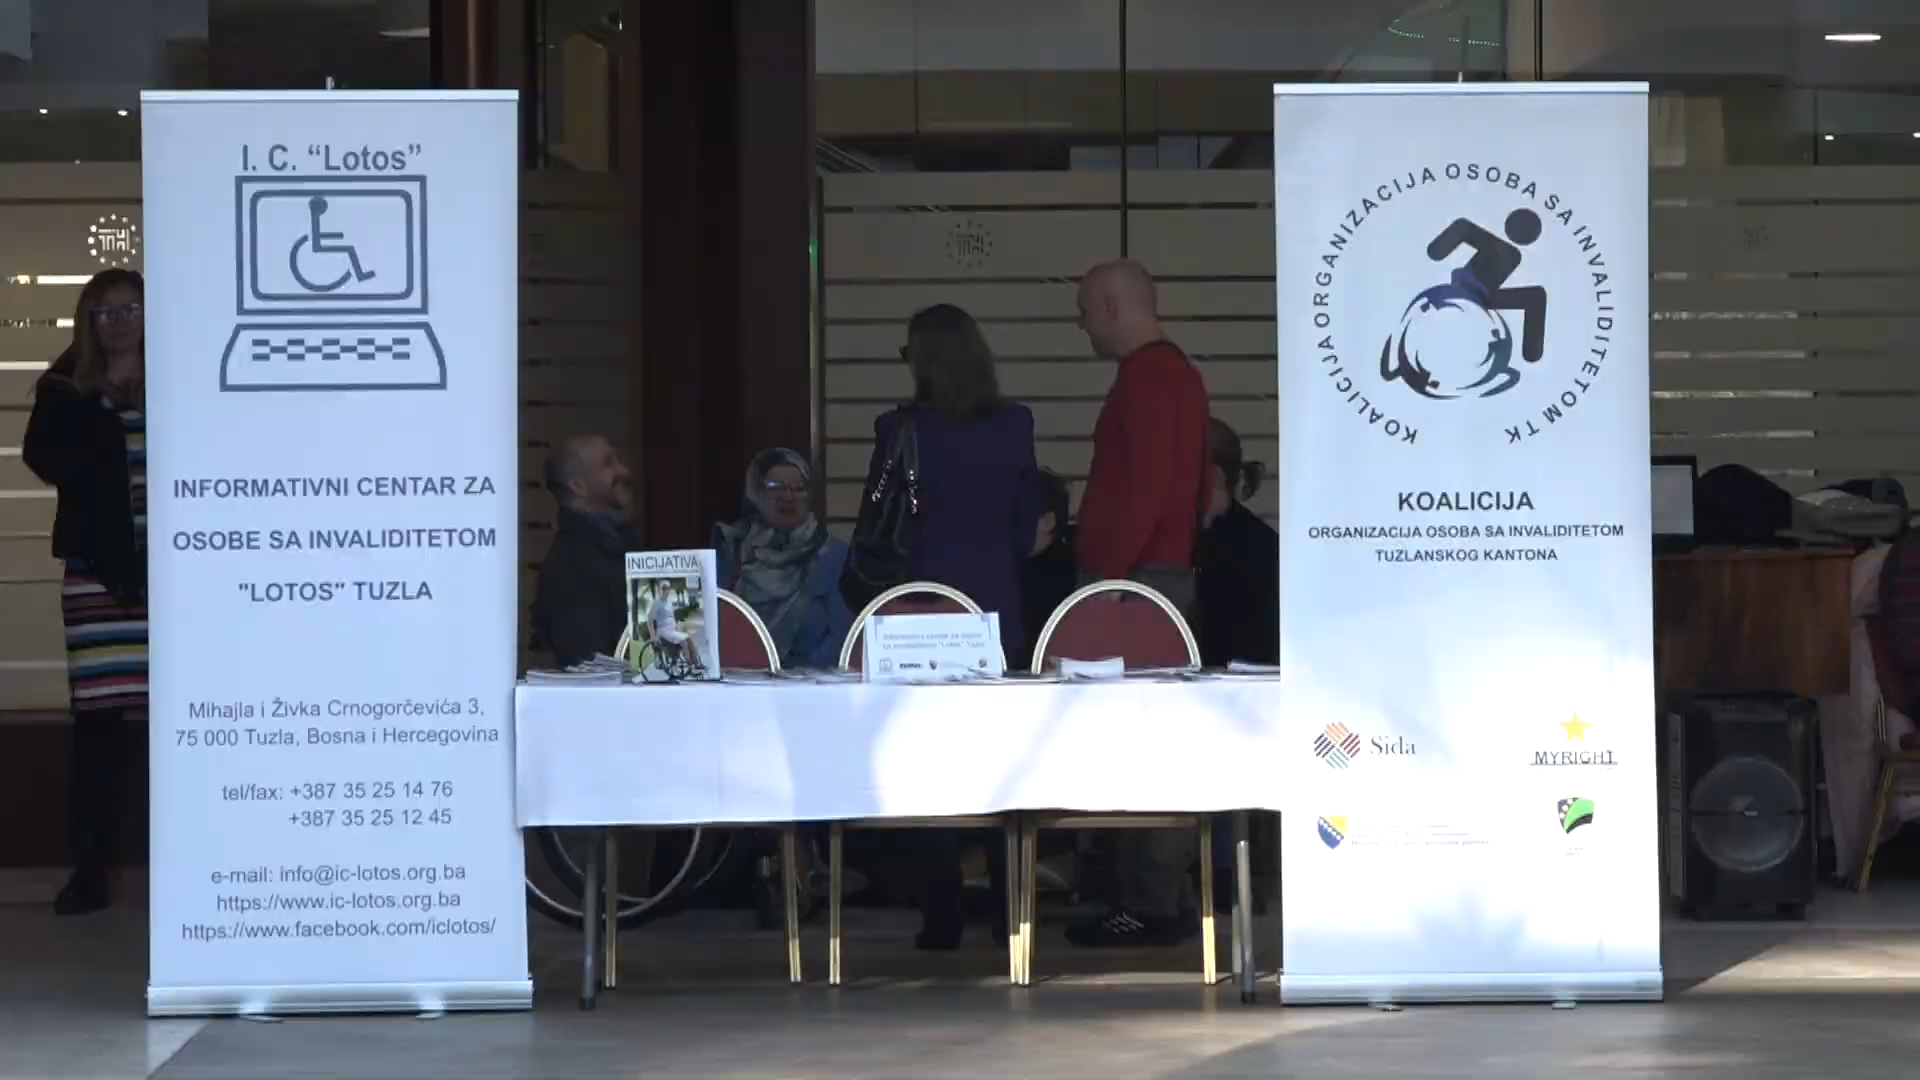 I. C. “Lotos”
INFORMATIVNI CENTAR ZA
OSOBE SA INVALIDITETOM
"LOTOS" TUZLA
Mihajla i Živka Crnogorčevića 3,
75 000 Tuzla, Bosna i Hercegovina
tel/fax: +387 35 25 14 76
+387 35 25 12 45
e-mail: info@ic-lotos.org.ba
https://www.ic-lotos.org.ba
https://www.facebook.com/iclotos/
INICIJATIVA
KOALICIJA ORGANIZACIJA OSOBA SA INVALIDITETOM TK
KOALICIJA
ORGANIZACIJA OSOBA SA INVALIDITETOM
TUZLANSKOG KANTONA
Sida
MYRIGHT